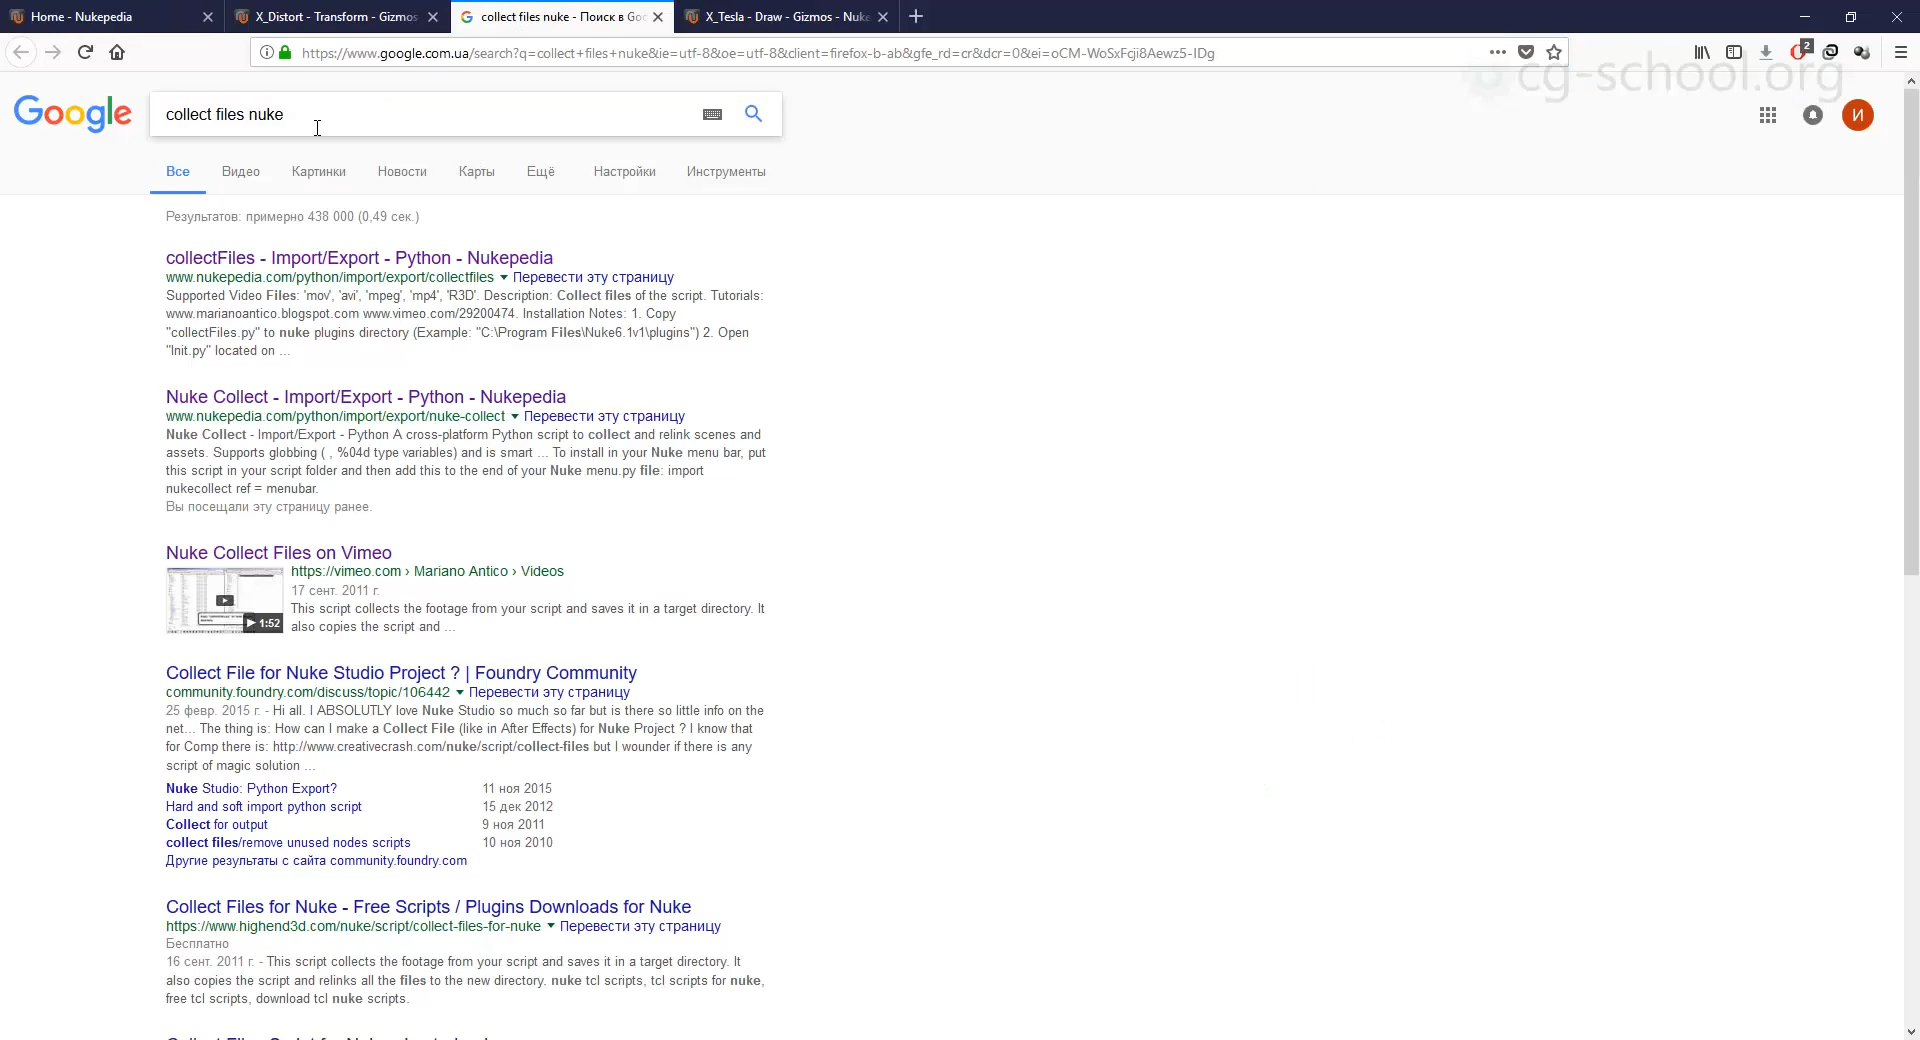 Home - Nukepedia
X_Distort - Transform - Gizmos
collect files nuke - Поиск в Goo
X_Tesla - Draw - Gizmos - Nuke
https://www.google.com.ua/search?q=collect+files+nuke&ie=utf-8&oe=utf-8&client=firefox-b-ab&gfe_rd=cr&dcr=0&ei=oCM-WoSxFcji8Aewz5-IDg
2
cg-school.org
Google
collect files nuke
И
Все Видео Картинки Новости Карты Ещё Настройки Инструменты
Результатов: примерно 438 000 (0,49 сек.)
collectFiles - Import/Export - Python - Nukepedia
www.nukepedia.com/python/import/export/collectfiles Перевести эту страницу
Supported Video Files: 'mov', 'avi', 'mpeg', 'mp4', 'R3D'. Description: Collect files of the script. Tutorials:
www.marianoantico.blogspot.com www.vimeo.com/29200474. Installation Notes: 1. Copy
"collectFiles.py" to nuke plugins directory (Example: "C:\Program Files\Nuke6.1v1\plugins") 2. Open
"Init.py" located on ...
Nuke Collect - Import/Export - Python - Nukepedia
www.nukepedia.com/python/import/export/nuke-collect Перевести эту страницу
Nuke Collect - Import/Export - Python A cross-platform Python script to collect and relink scenes and
assets. Supports globbing ( , %04d type variables) and is smart ... To install in your Nuke menu bar, put
this script in your script folder and then add this to the end of your Nuke menu.py file: import
nukecollect ref = menubar.
Вы посещали эту страницу ранее.
Nuke Collect Files on Vimeo
https://vimeo.com › Mariano Antico › Videos
17 сент. 2011 г.
This script collects the footage from your script and saves it in a target directory. It
also copies the script and ...
1:52
Collect File for Nuke Studio Project ? | Foundry Community
community.foundry.com/discuss/topic/106442 Перевести эту страницу
25 февр. 2015 г. - Hi all. I ABSOLUTLY love Nuke Studio so much so far but is there so little info on the
net... The thing is: How can I make a Collect File (like in After Effects) for Nuke Project ? I know that
for Comp there is: http://www.creativecrash.com/nuke/script/collect-files but I wounder if there is any
script of magic solution ...
Nuke Studio: Python Export? 11 ноя 2015
Hard and soft import python script 15 дек 2012
Collect for output 9 ноя 2011
collect files/remove unused nodes scripts 10 ноя 2010
Другие результаты с сайта community.foundry.com
Collect Files for Nuke - Free Scripts / Plugins Downloads for Nuke
https://www.highend3d.com/nuke/script/collect-files-for-nuke Перевести эту страницу
Бесплатно
16 сент. 2011 г. - This script collects the footage from your script and saves it in a target directory. It
also copies the script and relinks all the files to the new directory. nuke tcl scripts, tcl scripts for nuke,
free tcl scripts, download tcl nuke scripts.